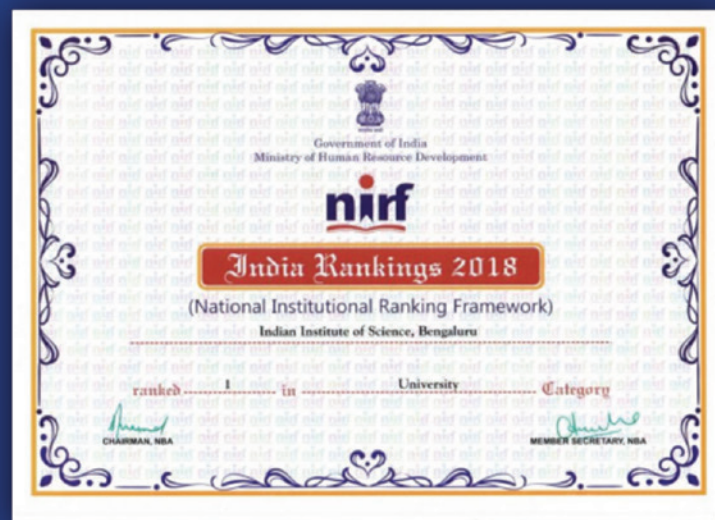 Government of India
Ministry of Human Resource Development
nirf
India Rankings 2018
(National Institutional Ranking Framework)
Indian Institute of Science, Bengaluru
ranked 1 in University Category
CHAIRMAN, NBA MEMBER SECRETARY, NBA